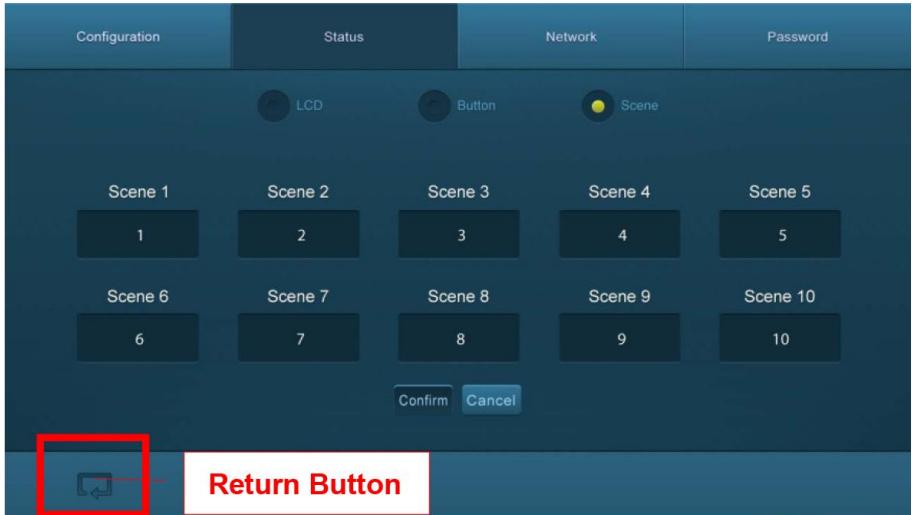 Configuration Status Network Password
LCD Button Scene
Scene 1 Scene 2 Scene 3 Scene 4 Scene 5
1 2 3 4 5
Scene 6 Scene 7 Scene 8 Scene 9 Scene 10
6 7 8 9 10
Confirm Cancel
Return Button